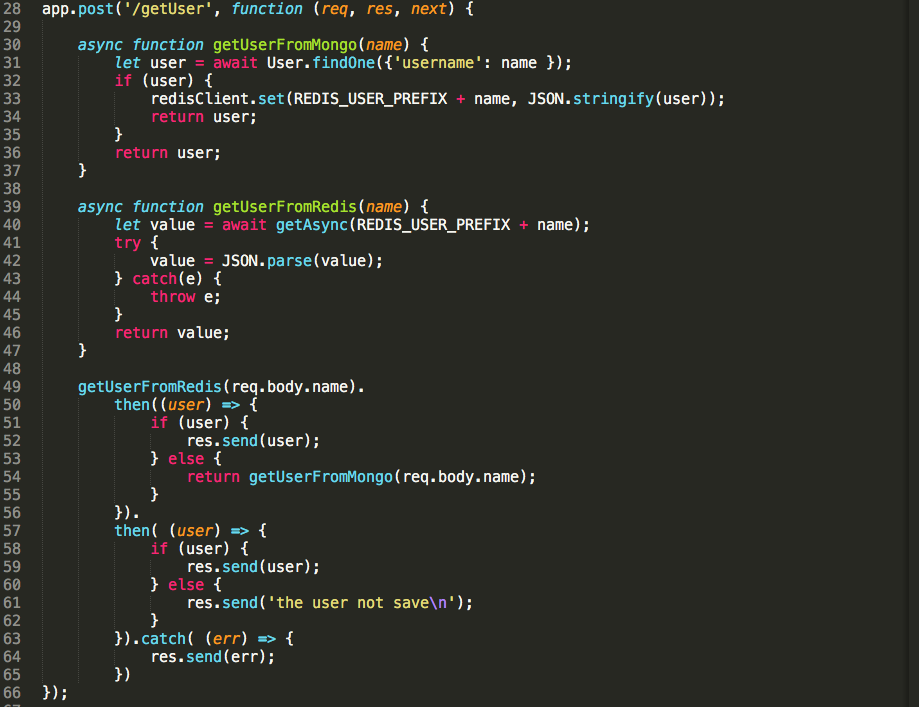 28 app.post('/getUser', function (req, res, next) {
29
30     async function getUserFromMongo(name) {
31         let user = await User.findOne({'username': name });
32         if (user) {
33             redisClient.set(REDIS_USER_PREFIX + name, JSON.stringify(user));
34             return user;
35         }
36         return user;
37     }
38
39     async function getUserFromRedis(name) {
40         let value = await getAsync(REDIS_USER_PREFIX + name);
41         try {
42             value = JSON.parse(value);
43         } catch(e) {
44             throw e;
45         }
46         return value;
47     }
48
49     getUserFromRedis(req.body.name).
50         then((user) => {
51             if (user) {
52                 res.send(user);
53             } else {
54                 return getUserFromMongo(req.body.name);
55             }
56         }).
57         then( (user) => {
58             if (user) {
59                 res.send(user);
60             } else {
61                 res.send('the user not save\n');
62             }
63         }).catch( (err) => {
64             res.send(err);
65         })
66 });